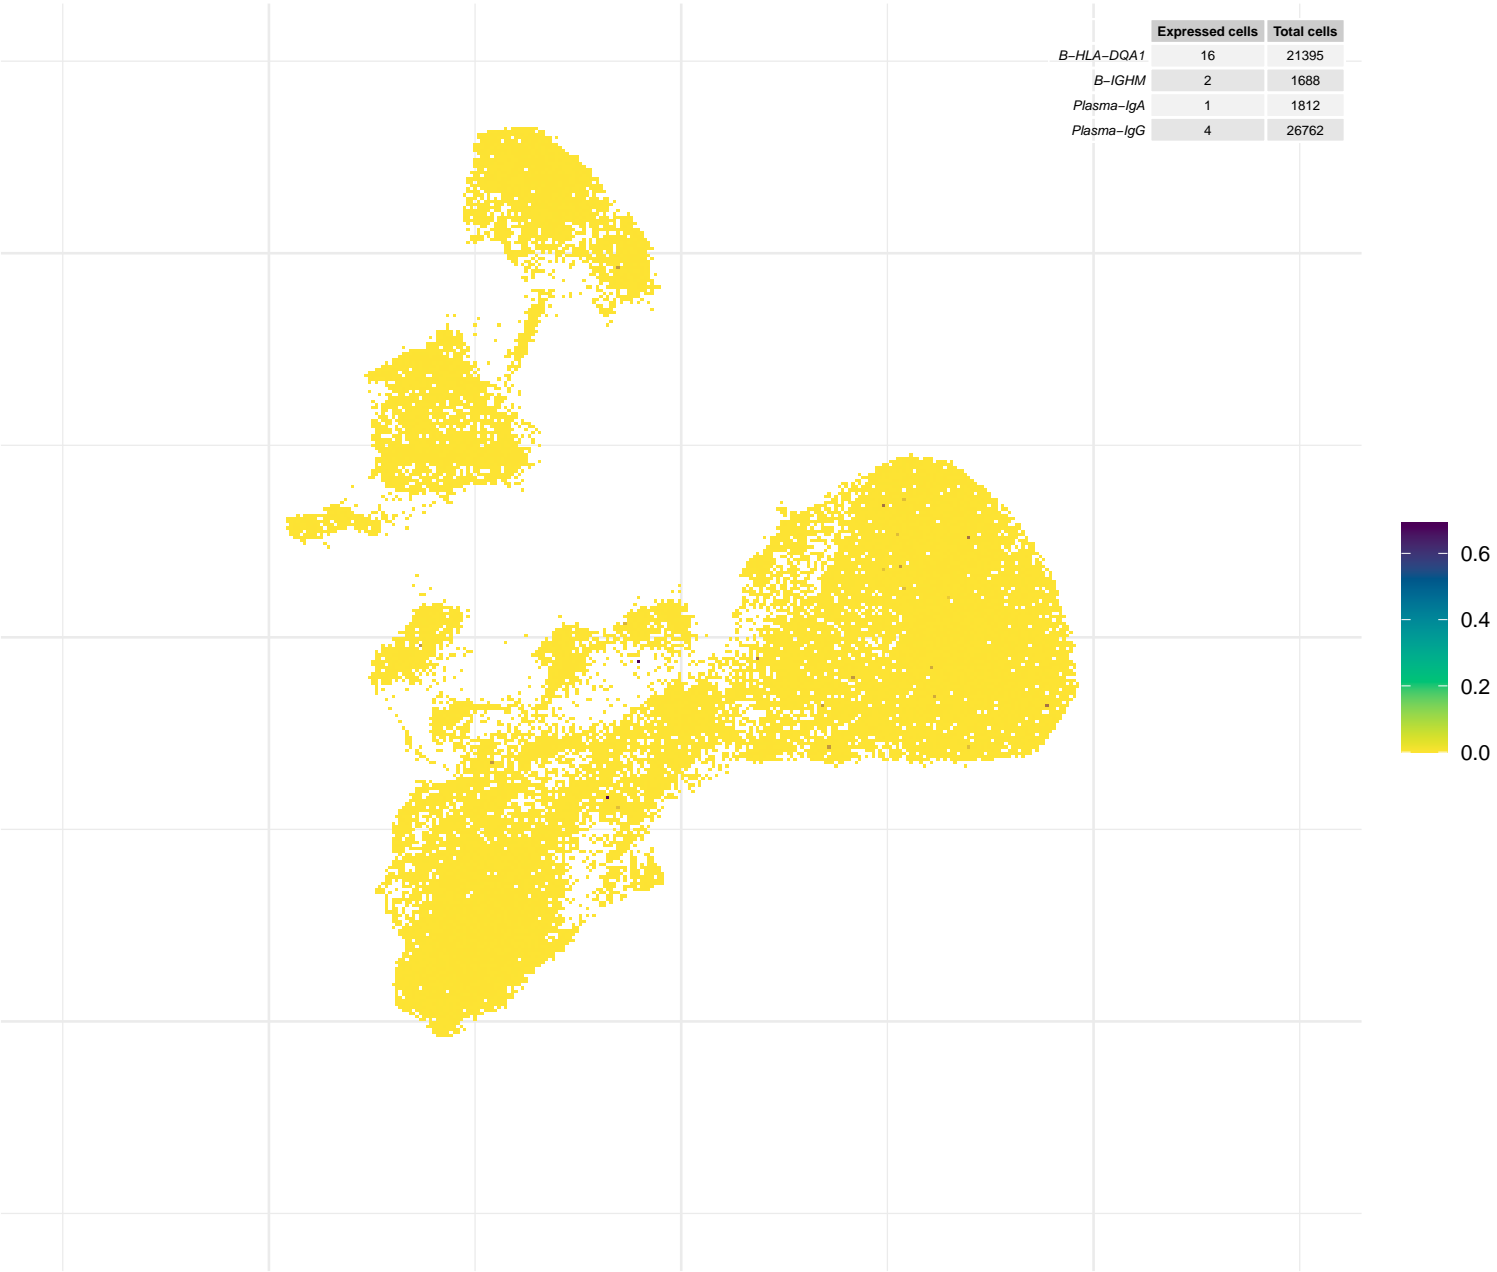 Expressed cells Total cells
B−HLA−DQA1 16 21395
B−IGHM 2 1688
Plasma−IgA 1 1812
Plasma−IgG 4 26762
0.6
0.4
0.2
0.0